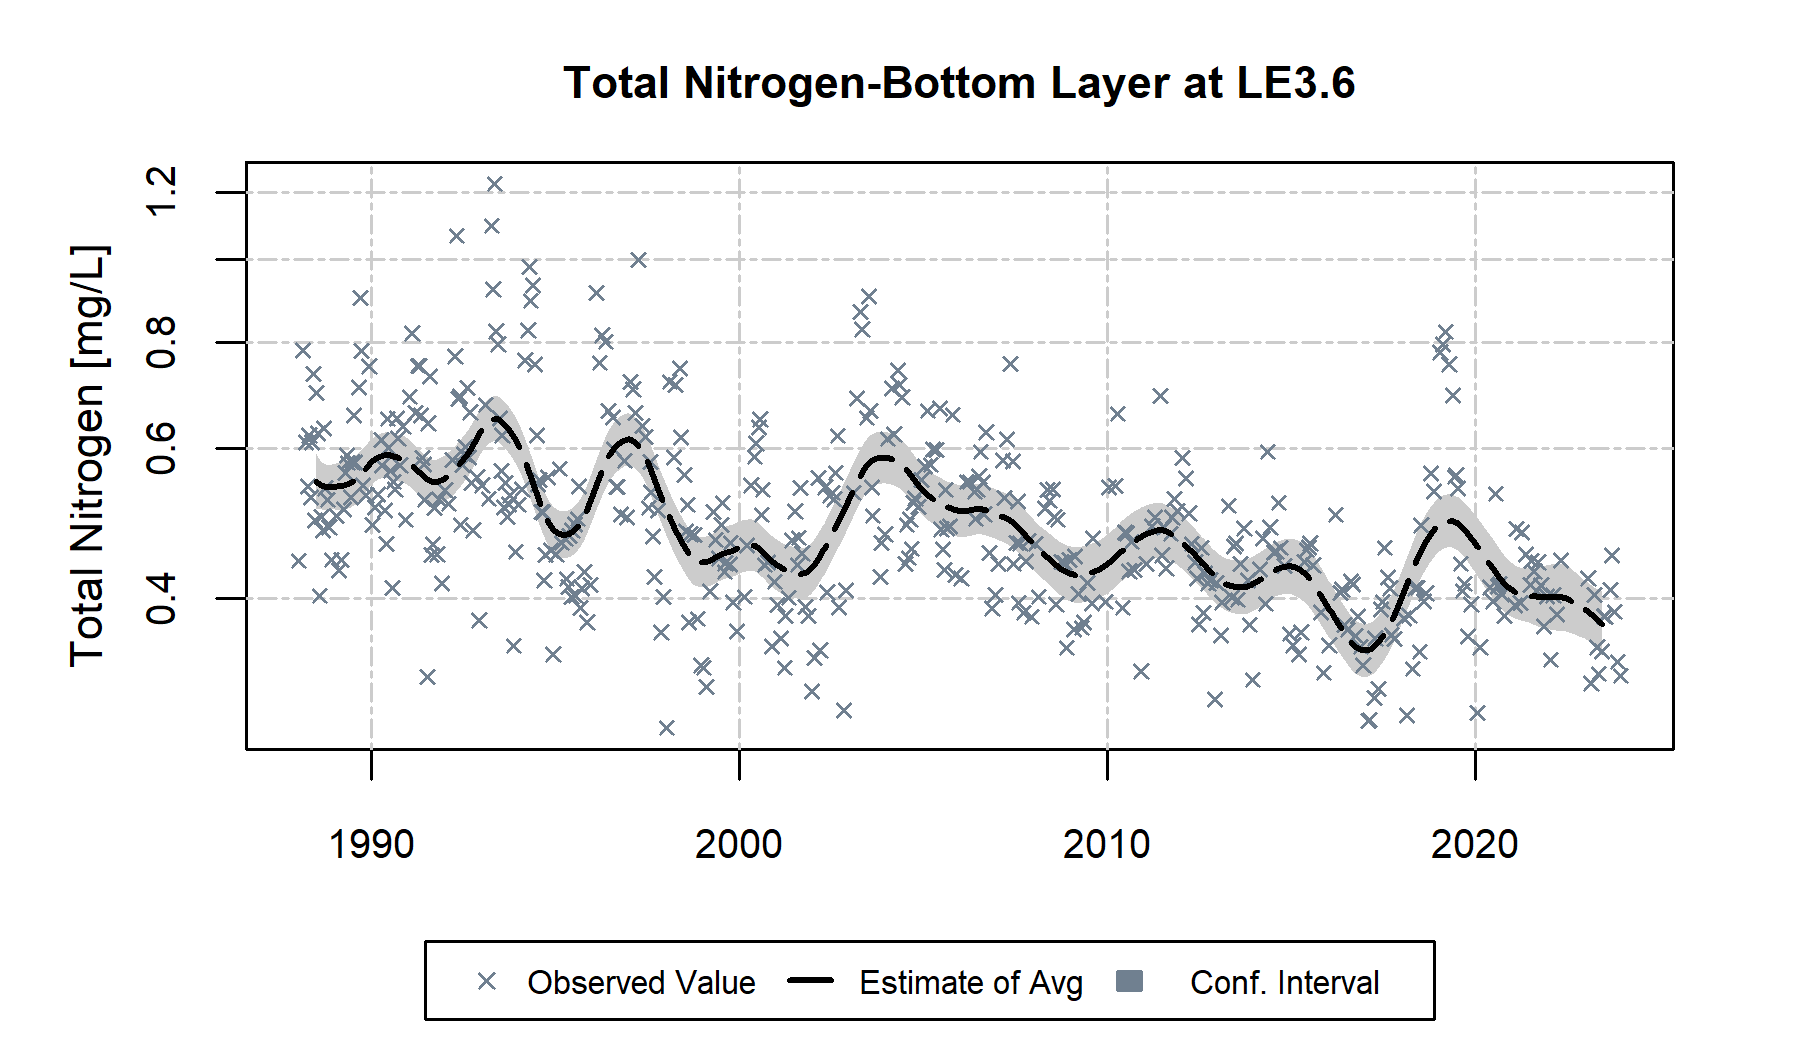 Total Nitrogen-Bottom Layer at LE3.6
Total Nitrogen [mg/L]
1.2
0.8
0.6
0.4
1990 2000 2010 2020
Observed Value Estimate of Avg Conf. Interval